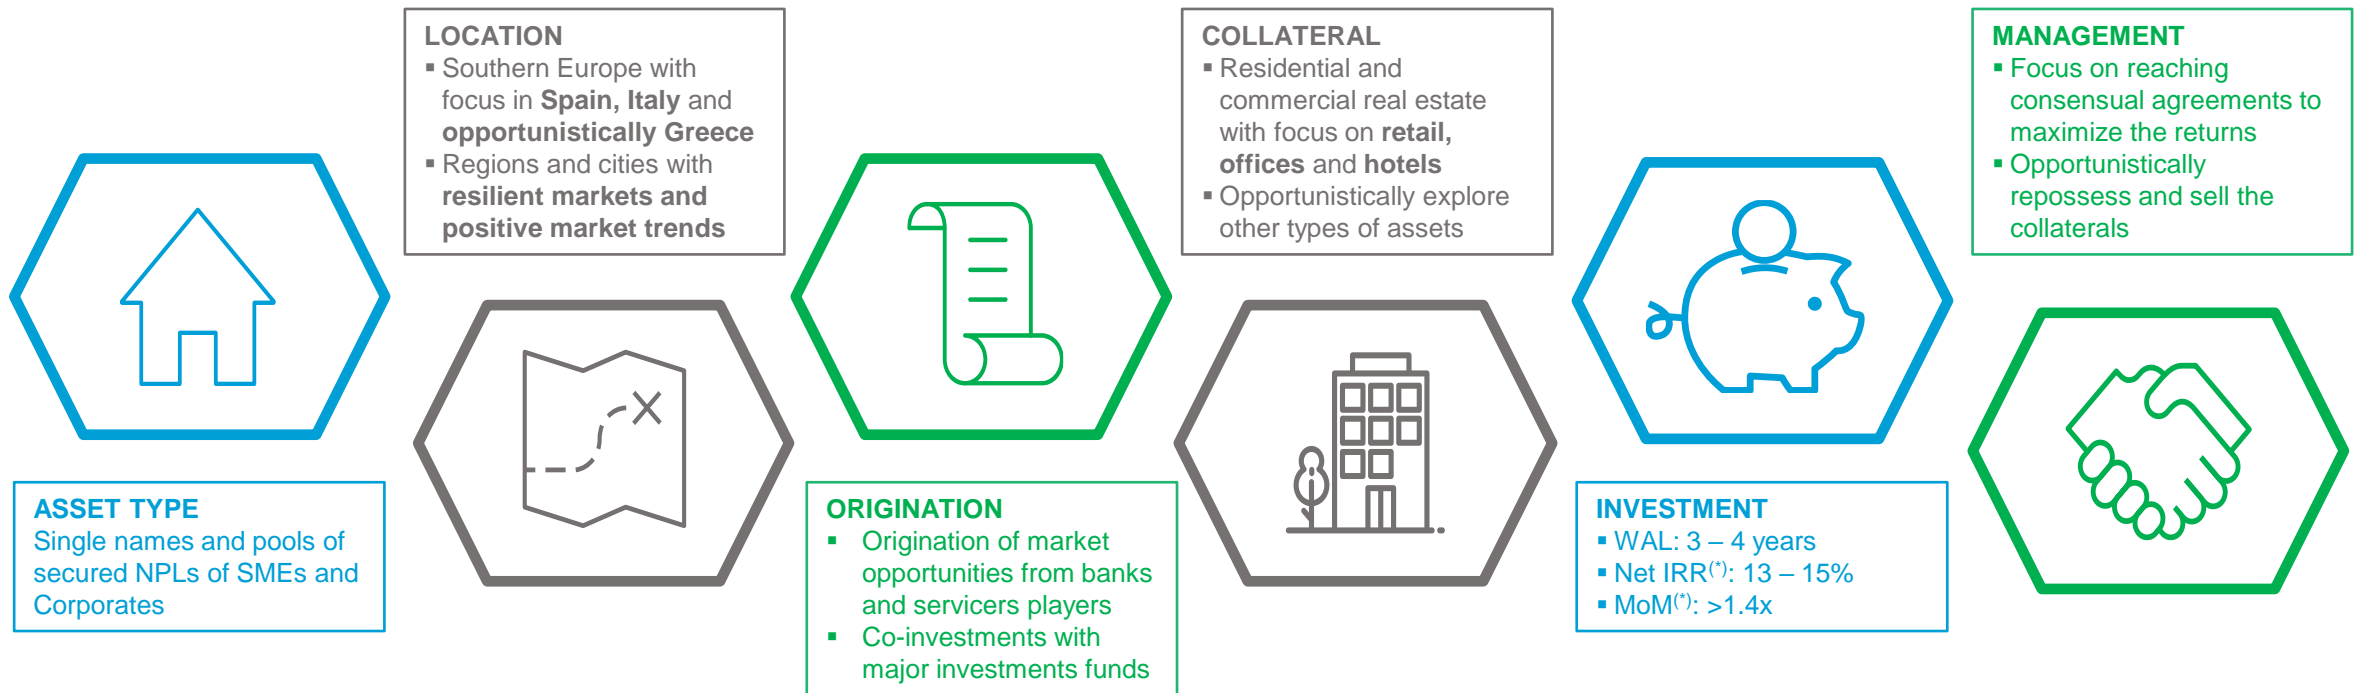 LOCATION
▪ Southern Europe with
focus in Spain, Italy and
opportunistically Greece
▪ Regions and cities with
resilient markets and
positive market trends
COLLATERAL
▪ Residential and
commercial real estate
with focus on retail,
offices and hotels
▪ Opportunistically explore
other types of assets
MANAGEMENT
▪ Focus on reaching
consensual agreements to
maximize the returns
▪ Opportunistically
repossess and sell the
collaterals
ASSET TYPE
Single names and pools of
secured NPLs of SMEs and
Corporates
ORIGINATION
▪ Origination of market
opportunities from banks
and servicers players
▪ Co-investments with
major investments funds
INVESTMENT
▪ WAL: 3 – 4 years
▪ Net IRR(*): 13 – 15%
▪ MoM(*): >1.4x